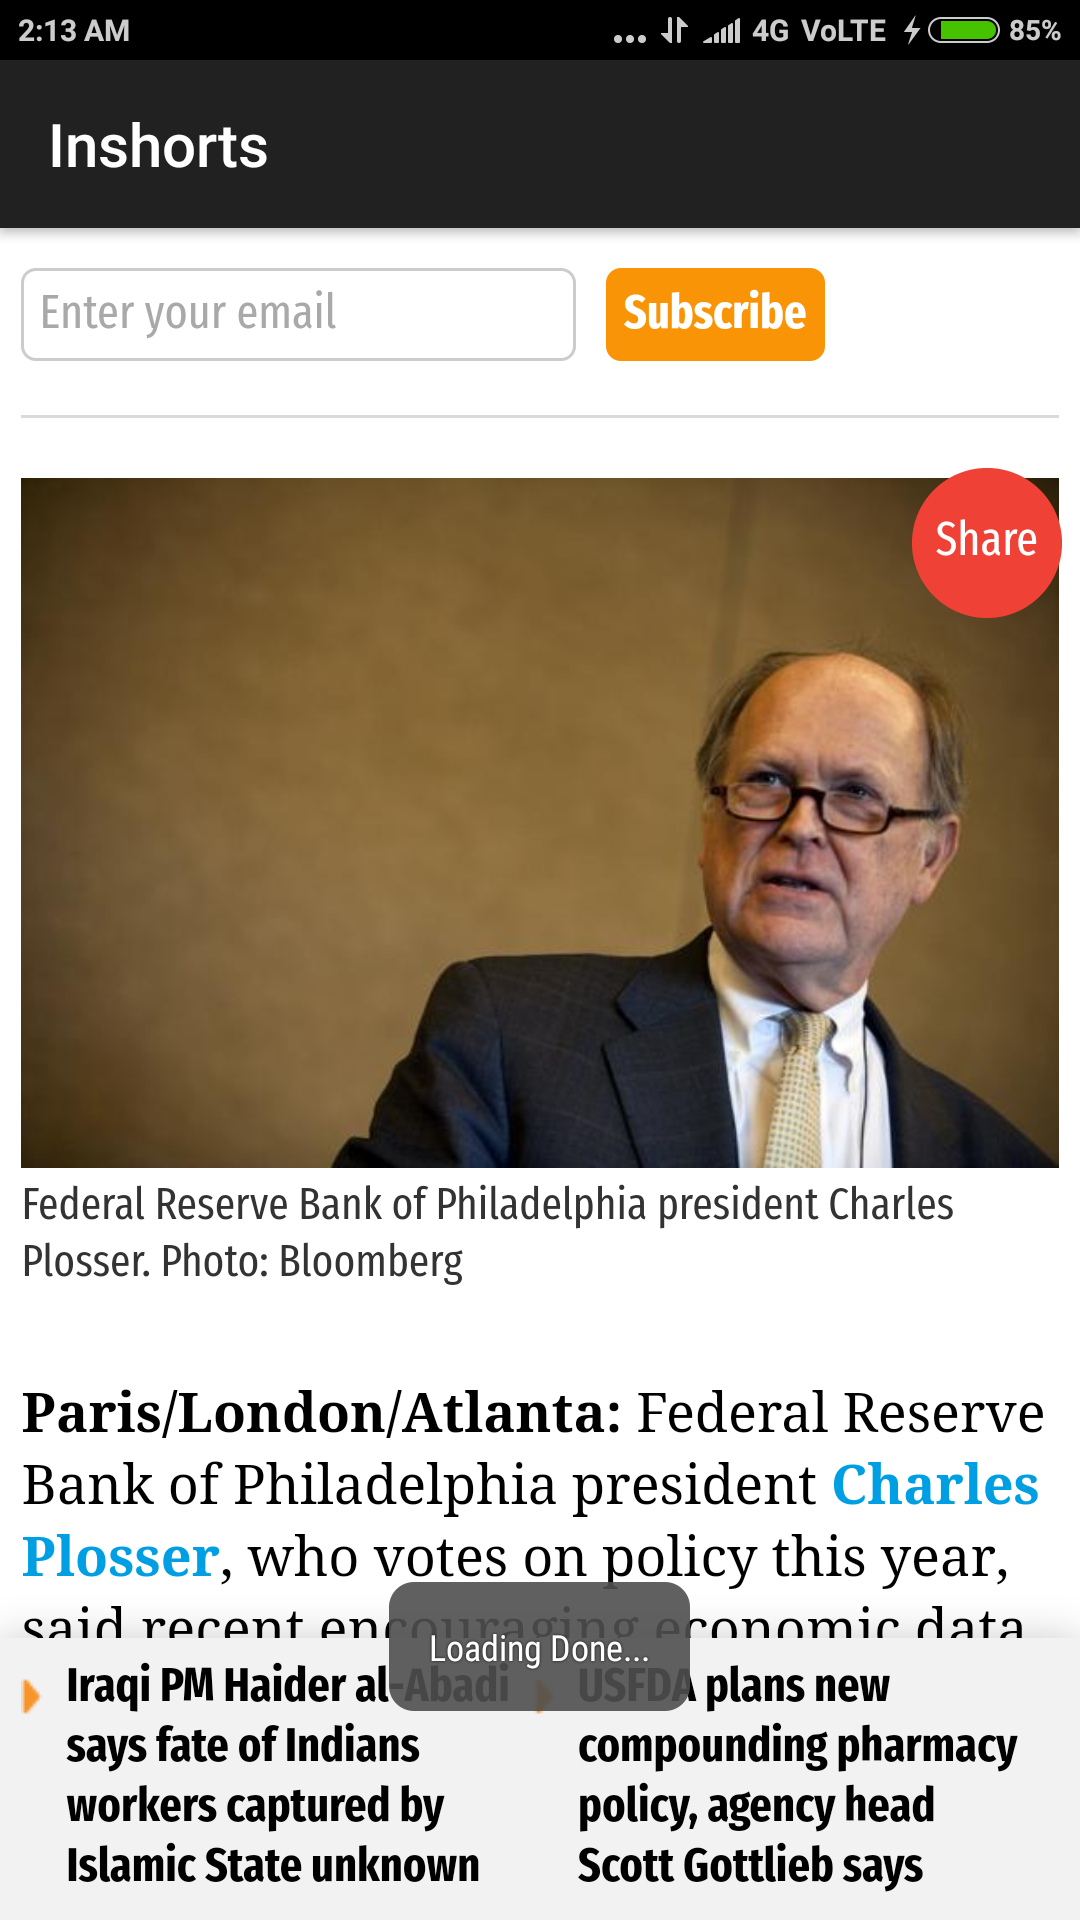 2:13 AM
... 4G VoLTE 85%
Inshorts
Enter your email
Subscribe
Share
Federal Reserve Bank of Philadelphia president Charles
Plosser. Photo: Bloomberg
Paris/London/Atlanta: Federal Reserve
Bank of Philadelphia president Charles
Plosser, who votes on policy this year,
said recent encouraging economic data
Loading Done...
Iraqi PM Haider al-Abadi
says fate of Indians
workers captured by
Islamic State unknown
USFDA plans new
compounding pharmacy
policy, agency head
Scott Gottlieb says